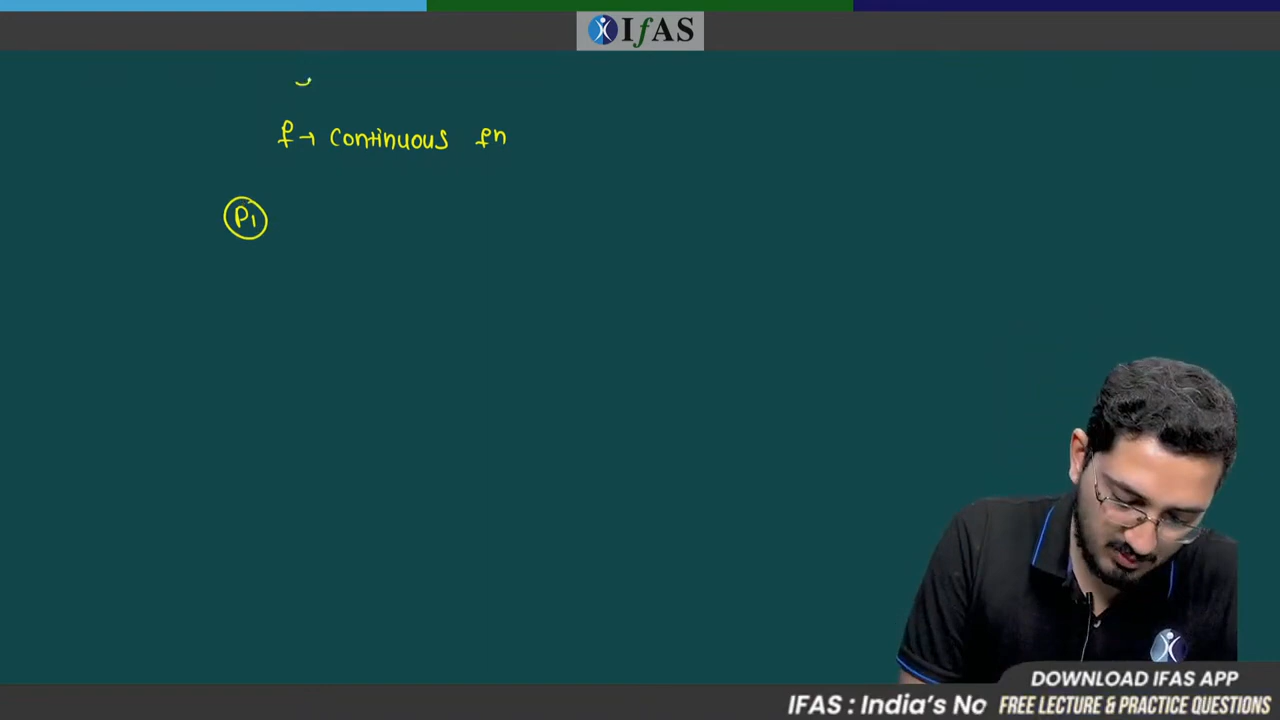 IfAS
f → Continuous fn
P1
DOWNLOAD IFAS APP
IFAS : India's No
FREE LECTURE & PRACTICE QUESTIONS